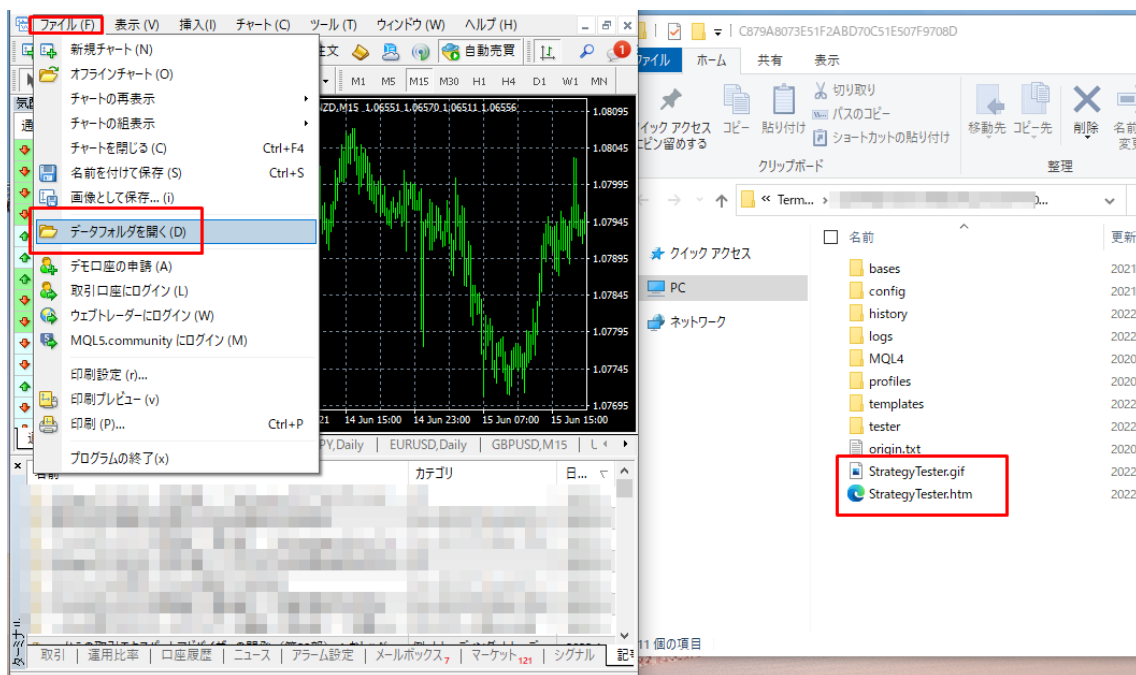 ファイル (F) 表示 (V) 挿入(I) チャート (C) ツール (T) ウィンドウ (W) ヘルプ (H)
新規チャート (N)
オフラインチャート (O)
チャートの再表示
チャートの組表示
チャートを閉じる (C) Ctrl+F4
名前を付けて保存 (S) Ctrl+S
画像として保存... (i)
データフォルダを開く (D)
デモ口座の申請 (A)
取引口座にログイン (L)
ウェブトレーダーにログイン (W)
MQL5.community にログイン (M)
印刷設定 (r)...
印刷プレビュー (v)
印刷 (P)... Ctrl+P
プログラムの終了(x)
注文 自動売買 1
M1 M5 M15 M30 H1 H4 D1 W1 MN
ZD,M15 1.06551 1.06570 1.06511 1.06556
1.08095
1.08045
1.07995
1.07945
1.07895
1.07845
1.07795
1.07745
1.07695
21 14 Jun 15:00 14 Jun 23:00 15 Jun 07:00 15 Jun 15:00
PY,Daily EURUSD,Daily GBPUSD,M15
名前 カテゴリ 日...
取引 運用比率 口座履歴 ニュース アラーム設定 メールボックス 7 マーケット 121 シグナル
C879A8073E51F2ABD70C51E507F9708D
ファイル ホーム 共有 表示
クイック アクセス
にピン留めする
コピー
貼り付け
切り取り
パスのコピー
ショートカットの貼り付け
クリップボード
移動先 コピー先 削除 名前
変更
整理
« Term... ›
クイック アクセス
PC
ネットワーク
名前 更新
bases 2021
config 2021
history 2022
logs 2022
MQL4 2020
profiles 2022
templates 2022
tester 2022
origin.txt 2020
StrategyTester.gif 2022
StrategyTester.htm 2022
11 個の項目